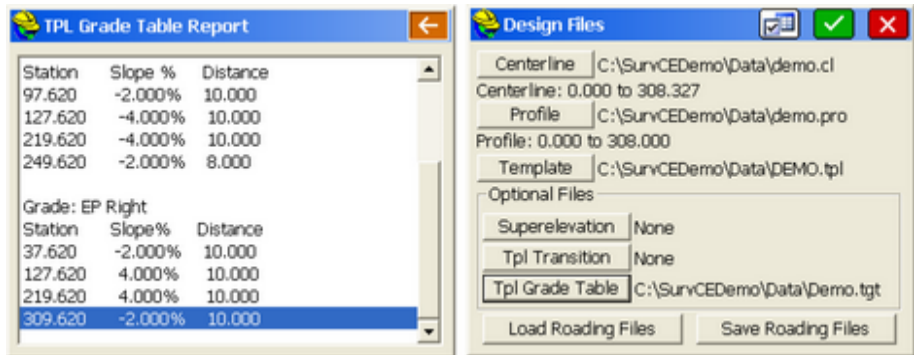 TPL Grade Table Report
Station Slope % Distance
97.620 -2.000% 10.000
127.620 -4.000% 10.000
219.620 -4.000% 10.000
249.620 -2.000% 8.000
Grade: EP Right
Station Slope% Distance
37.620 -2.000% 10.000
127.620 4.000% 10.000
219.620 4.000% 10.000
309.620 -2.000% 10.000
Design Files
Centerline C:\SurvCEDemo\Data\demo.cl
Centerline: 0.000 to 308.327
Profile C:\SurvCEDemo\Data\demo.pro
Profile: 0.000 to 308.000
Template C:\SurvCEDemo\Data\DEMO.tpl
Optional Files
Superelevation None
Tpl Transition None
Tpl Grade Table C:\SurvCEDemo\Data\Demo.tgt
Load Roading Files Save Roading Files